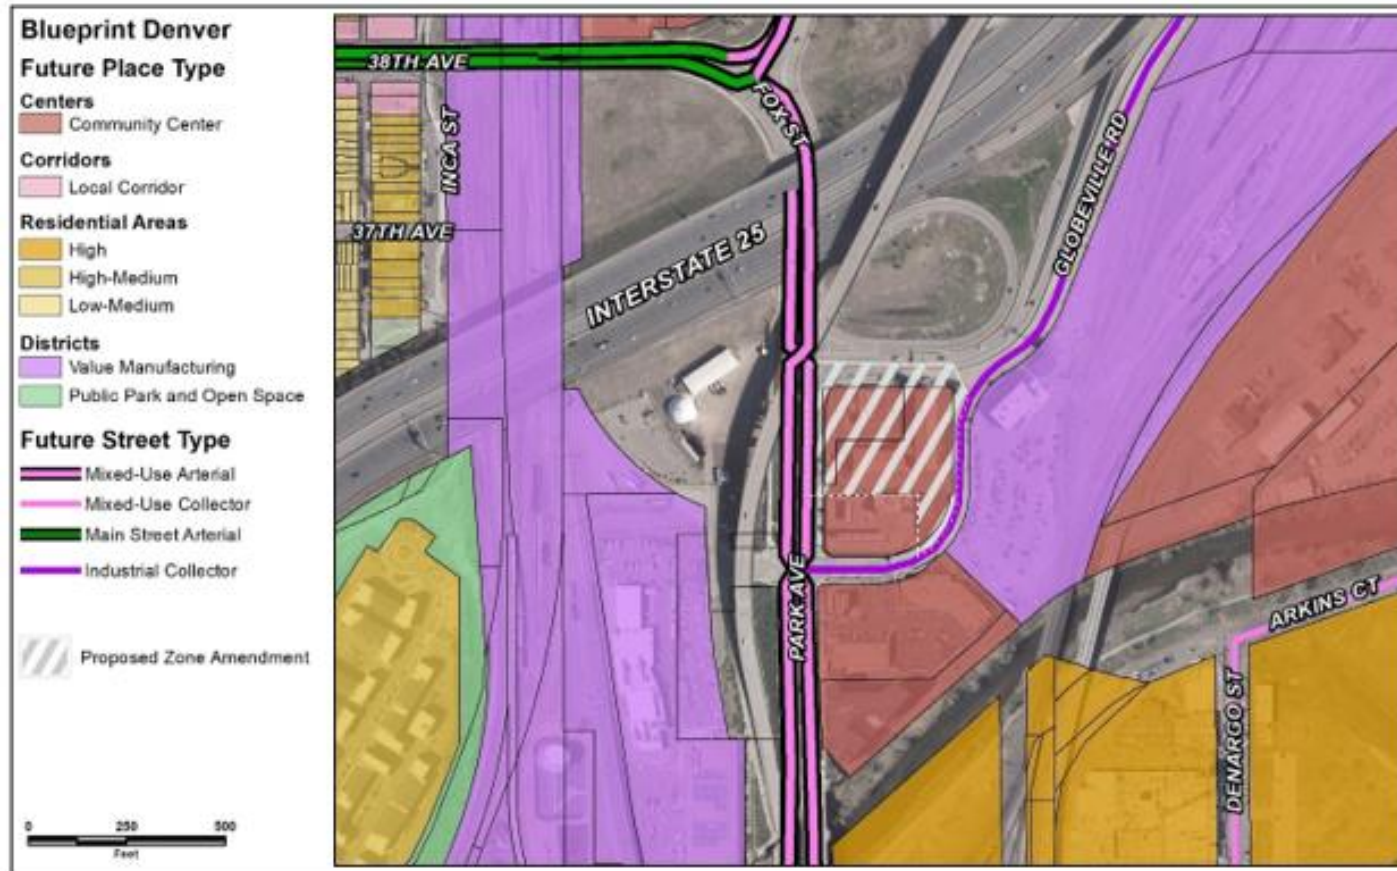 Blueprint Denver
Future Place Type
Centers
Community Center
Corridors
Local Corridor
Residential Areas
High
High-Medium
Low-Medium
Districts
Value Manufacturing
Public Park and Open Space
Future Street Type
Mixed-Use Arterial
Mixed-Use Collector
Main Street Arterial
Industrial Collector
Proposed Zone Amendment
0 250 500
Feet
38TH AVE
FOX ST
INCA ST
37TH AVE
INTERSTATE 25
GLOBEVILLE RD
PARK AVE
ARKINS CT
DENARGO ST